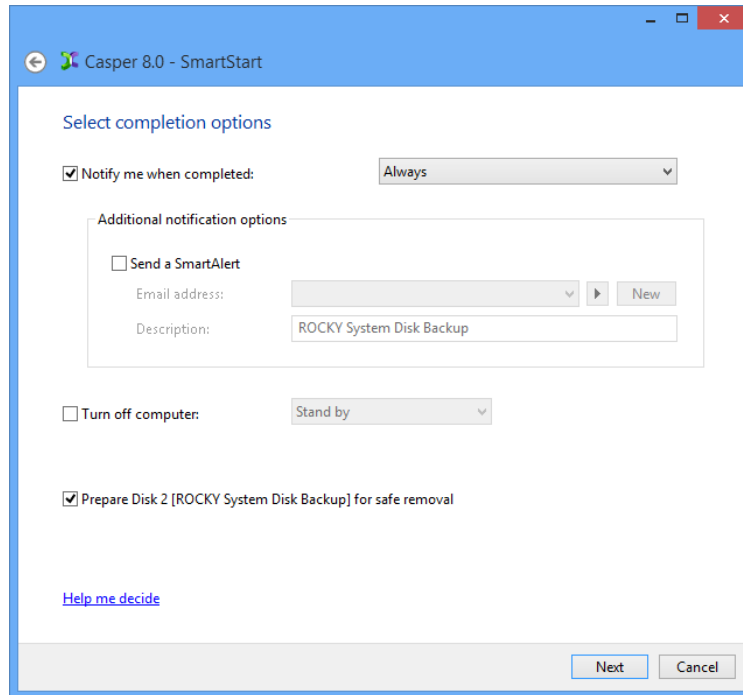 Casper 8.0 - SmartStart
Select completion options
Notify me when completed: Always
Additional notification options
Send a SmartAlert
Email address: New
Description: ROCKY System Disk Backup
Turn off computer: Stand by
Prepare Disk 2 [ROCKY System Disk Backup] for safe removal
Help me decide
Next Cancel